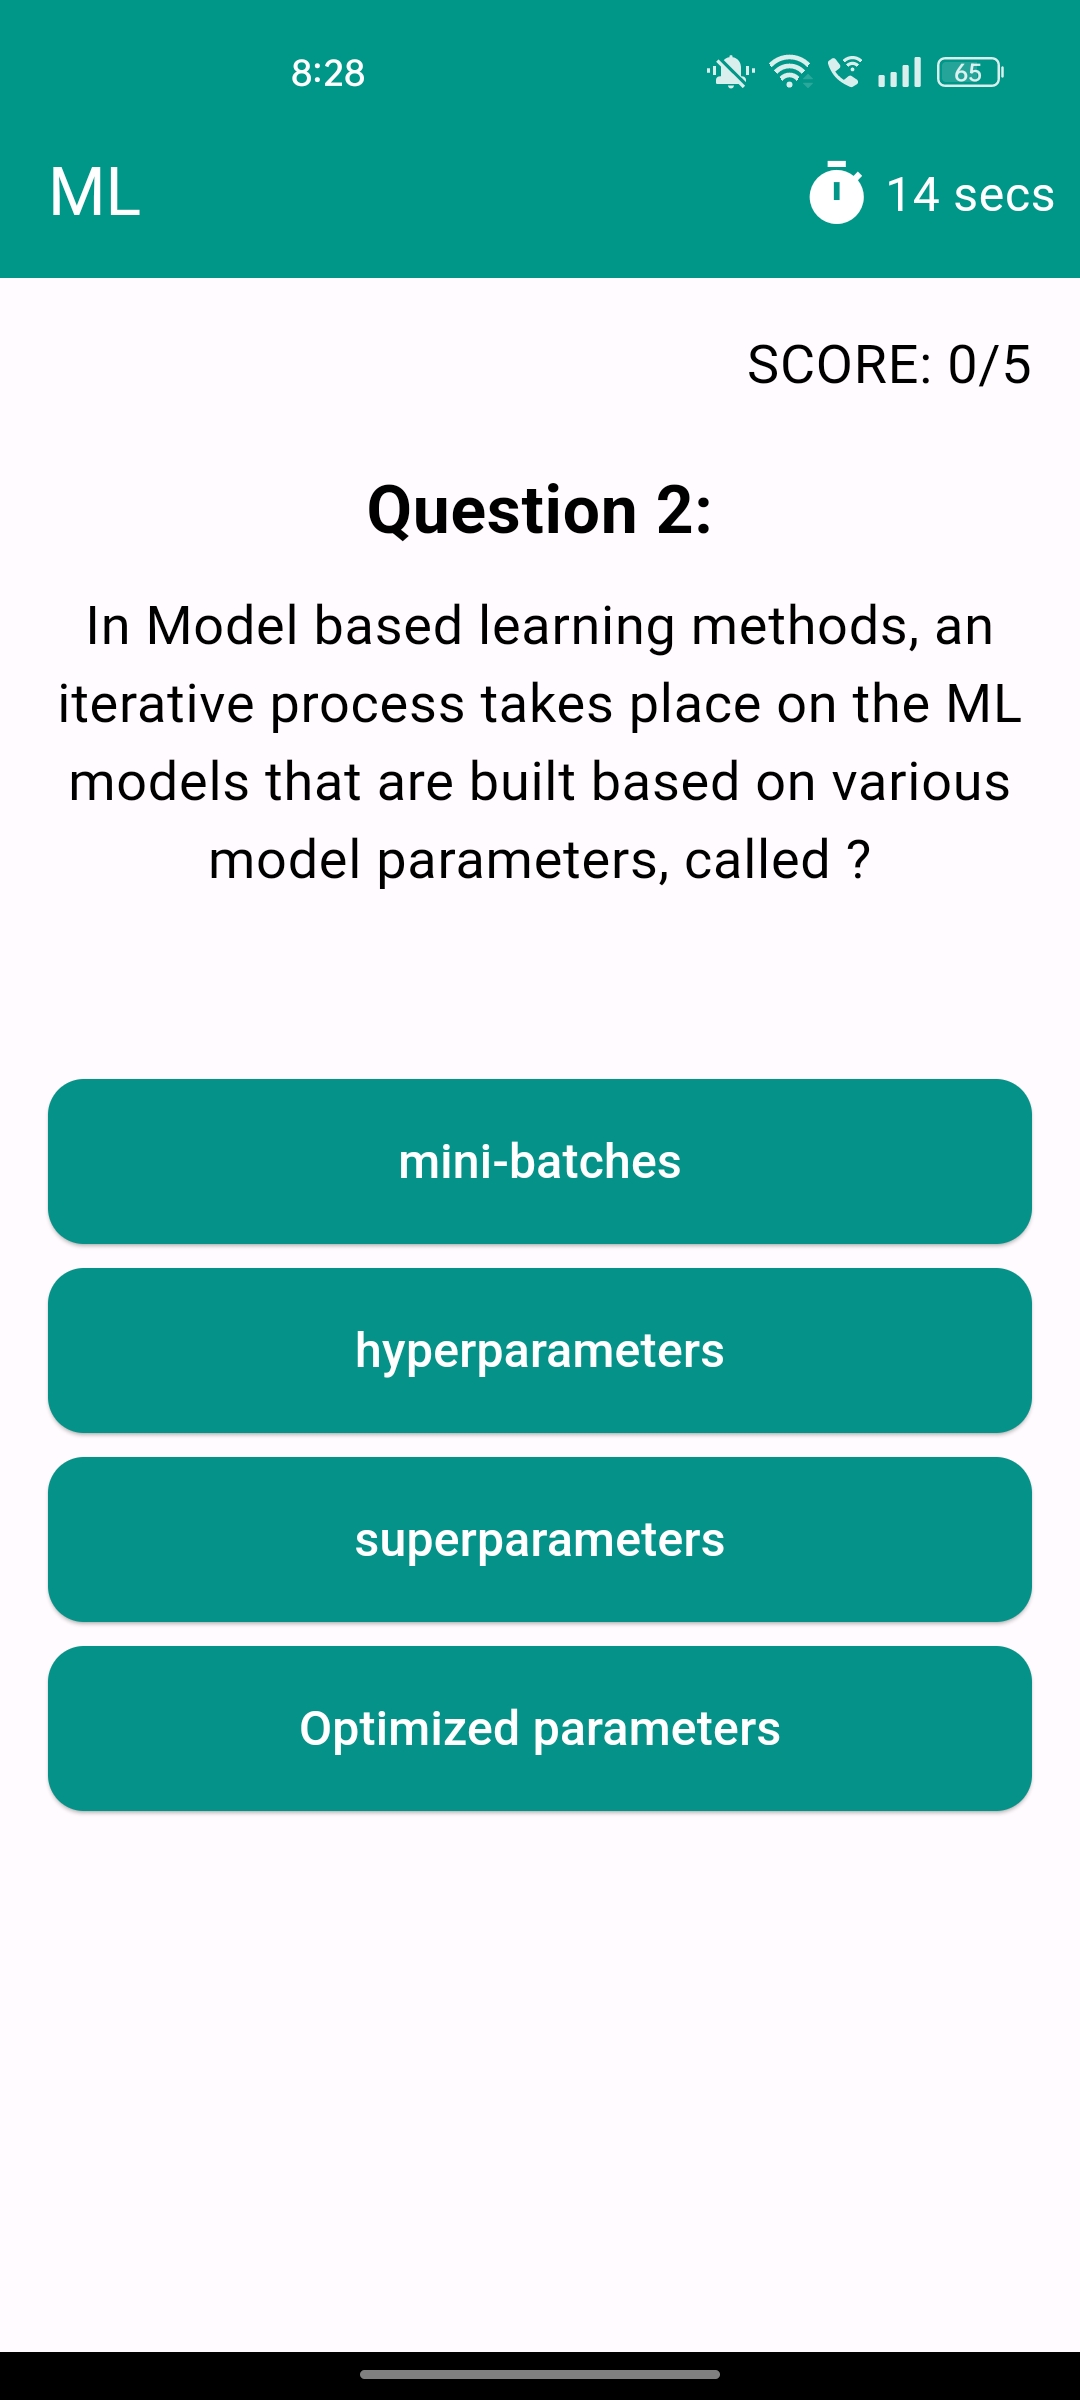 8:28
65
ML
14 secs
SCORE: 0/5
Question 2:
In Model based learning methods, an
iterative process takes place on the ML
models that are built based on various
model parameters, called ?
mini-batches
hyperparameters
superparameters
Optimized parameters